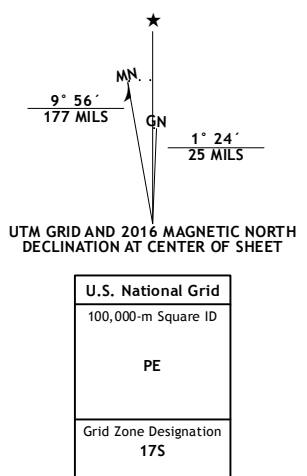 ★
MN
9° 56´
177 MILS
GN
1° 24´
25 MILS
UTM GRID AND 2016 MAGNETIC NORTH
DECLINATION AT CENTER OF SHEET
U.S. National Grid
100,000-m Square ID
PE
Grid Zone Designation
17S